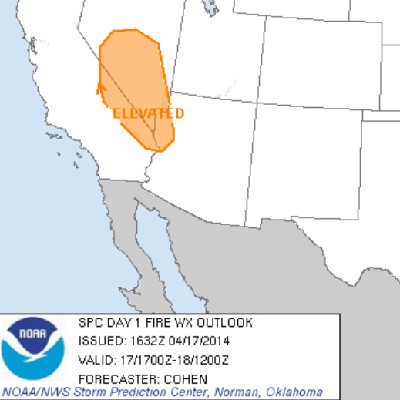 ELEVATED
SPC DAY 1 FIRE WX OUTLOOK
ISSUED: 1632Z 04/17/2014
VALID: 17/1700Z-18/1200Z
FORECASTER: COHEN
NOAA/NWS Storm Prediction Center, Norman, Oklahoma
NOAA